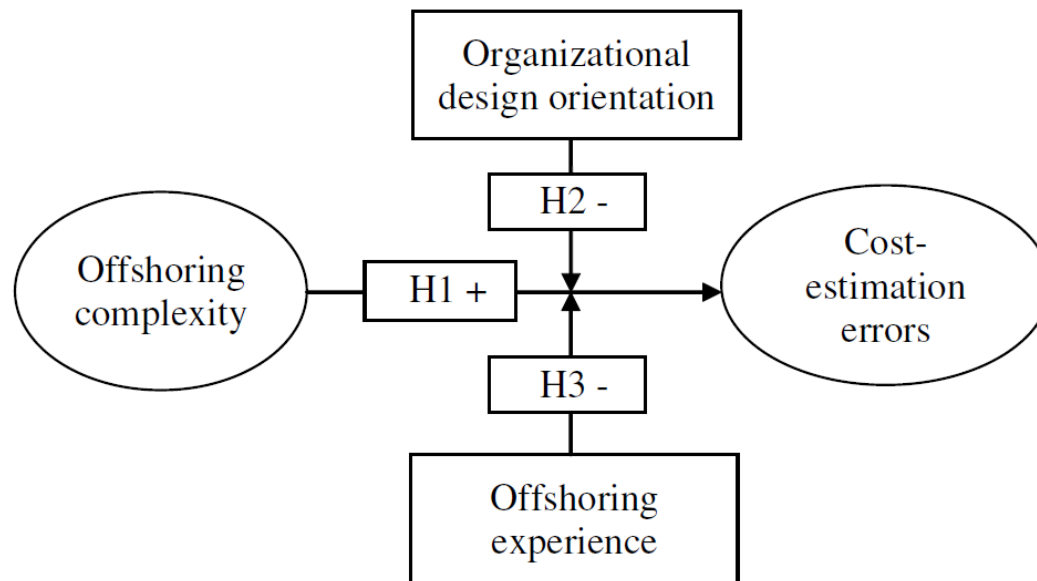 Organizational
design orientation
H2 -
Offshoring
complexity
H1 +
Cost-
estimation
errors
H3 -
Offshoring
experience